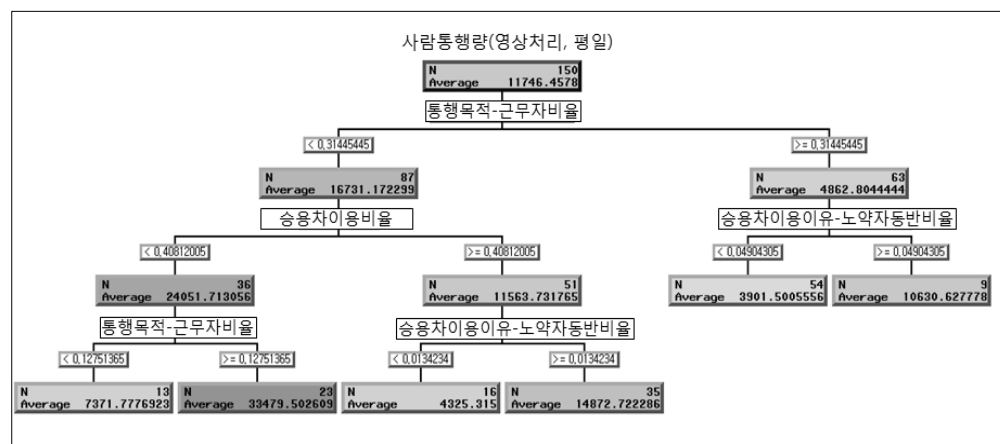 사람통행량(영상처리, 평일)
N 150
Average 11746.4578
통행목적-근무자비율
< 0,31445445
>= 0,31445445
N 87
Average 16731.172299
N 63
Average 4862.8044444
승용차이용비율
승용차이용이유-노약자동반비율
< 0,40812005
>= 0,40812005
< 0,04904305
>= 0,04904305
N 36
Average 24051.713056
N 51
Average 11563.731765
N 54
Average 3901.5005556
N 9
Average 10630.627778
통행목적-근무자비율
승용차이용이유-노약자동반비율
< 0,12751365
>= 0,12751365
< 0,0134234
>= 0,0134234
N 13
Average 7371.7776923
N 23
Average 33479.502609
N 16
Average 4325.315
N 35
Average 14872.722286